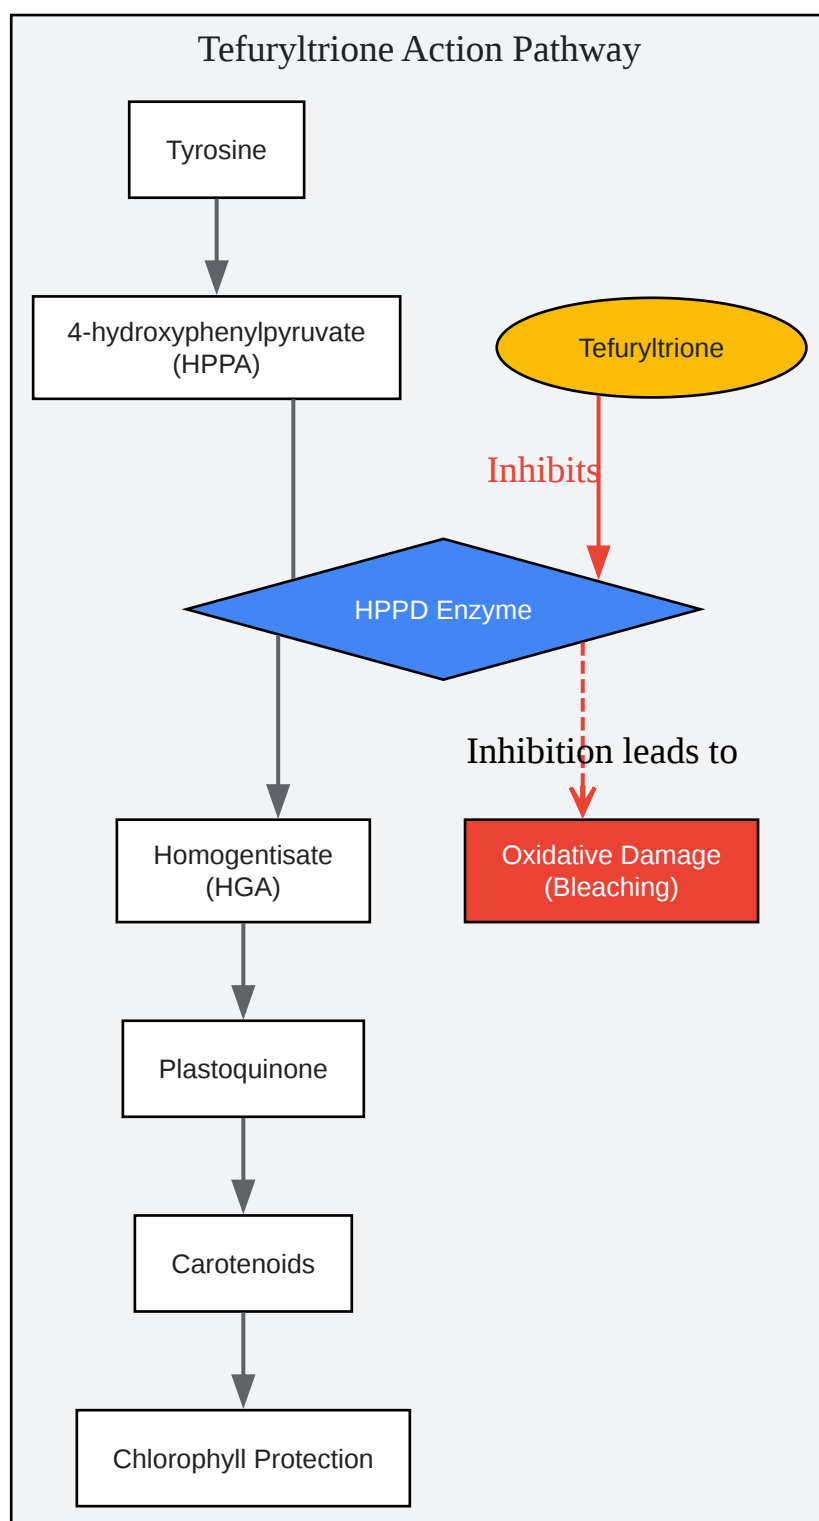 Tefuryltrione Action Pathway
Tyrosine
4-hydroxyphenylpyruvate
(HPPA)
Tefuryltrione
Inhibits
HPPD Enzyme
Inhibition leads to
Homogentisate
(HGA)
Oxidative Damage
(Bleaching)
Plastoquinone
Carotenoids
Chlorophyll Protection